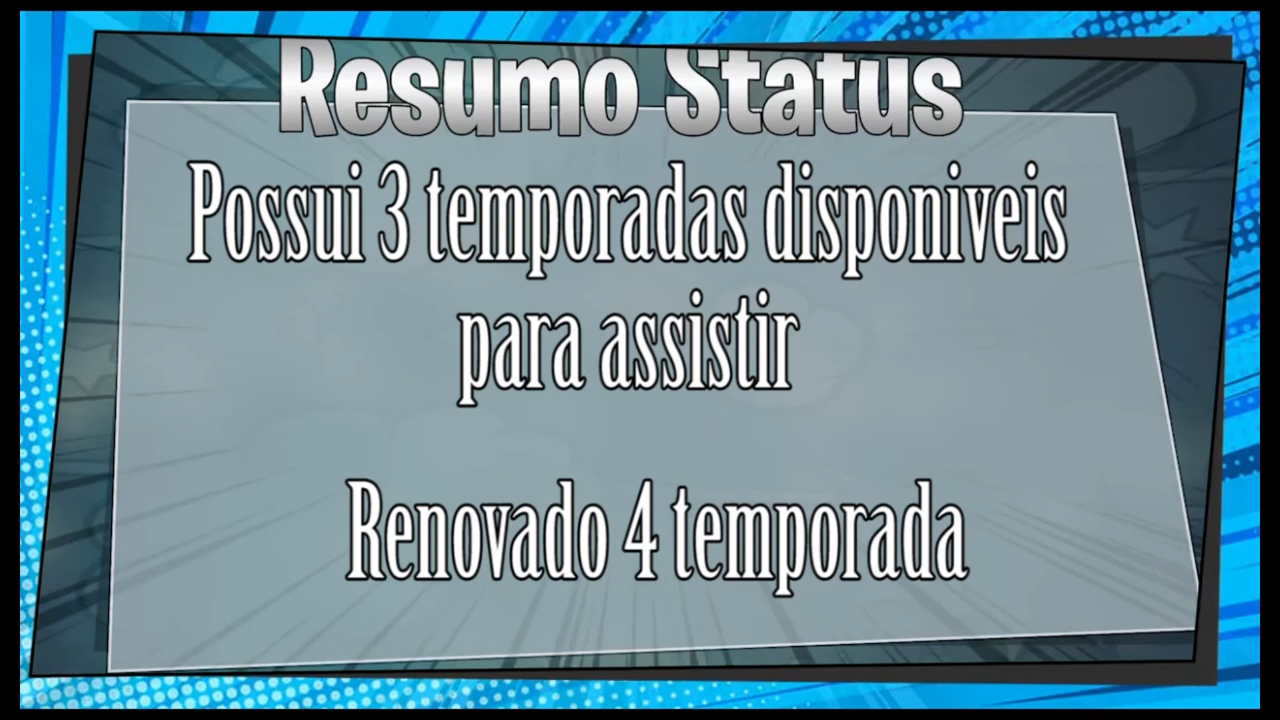 Resumo Status
Possui 3 temporadas disponiveis
para assistir
Renovado 4 temporada